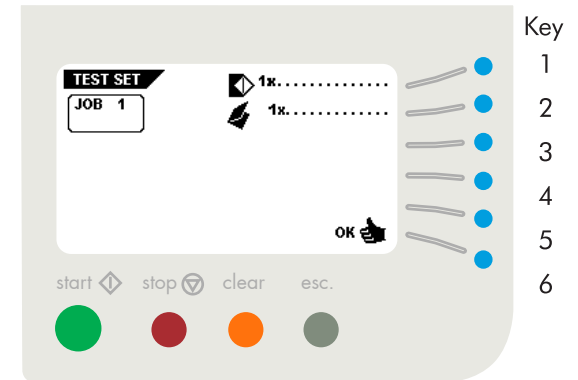 Key
TEST SET
1x..............
1
JOB 1
1x.............
2
3
4
OK
5
6
start stop clear esc.